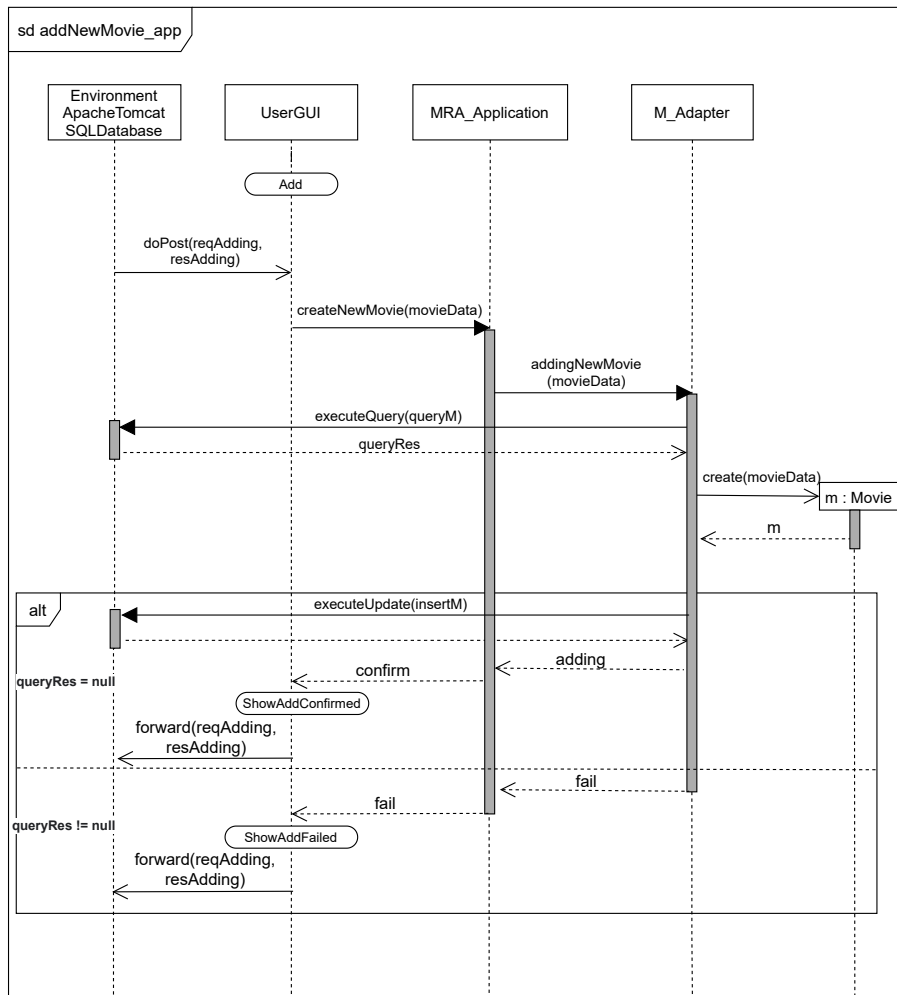 sd addNewMovie_app
Environment
ApacheTomcat
SQLDatabase
UserGUI
MRA_Application
M_Adapter
Add
doPost(reqAdding,
resAdding)
createNewMovie(movieData)
addingNewMovie
(movieData)
executeQuery(queryM)
queryRes
create(movieData)
m : Movie
m
alt
executeUpdate(insertM)
adding
confirm
queryRes = null
ShowAddConfirmed
forward(reqAdding,
resAdding)
fail
fail
queryRes != null
ShowAddFailed
forward(reqAdding,
resAdding)